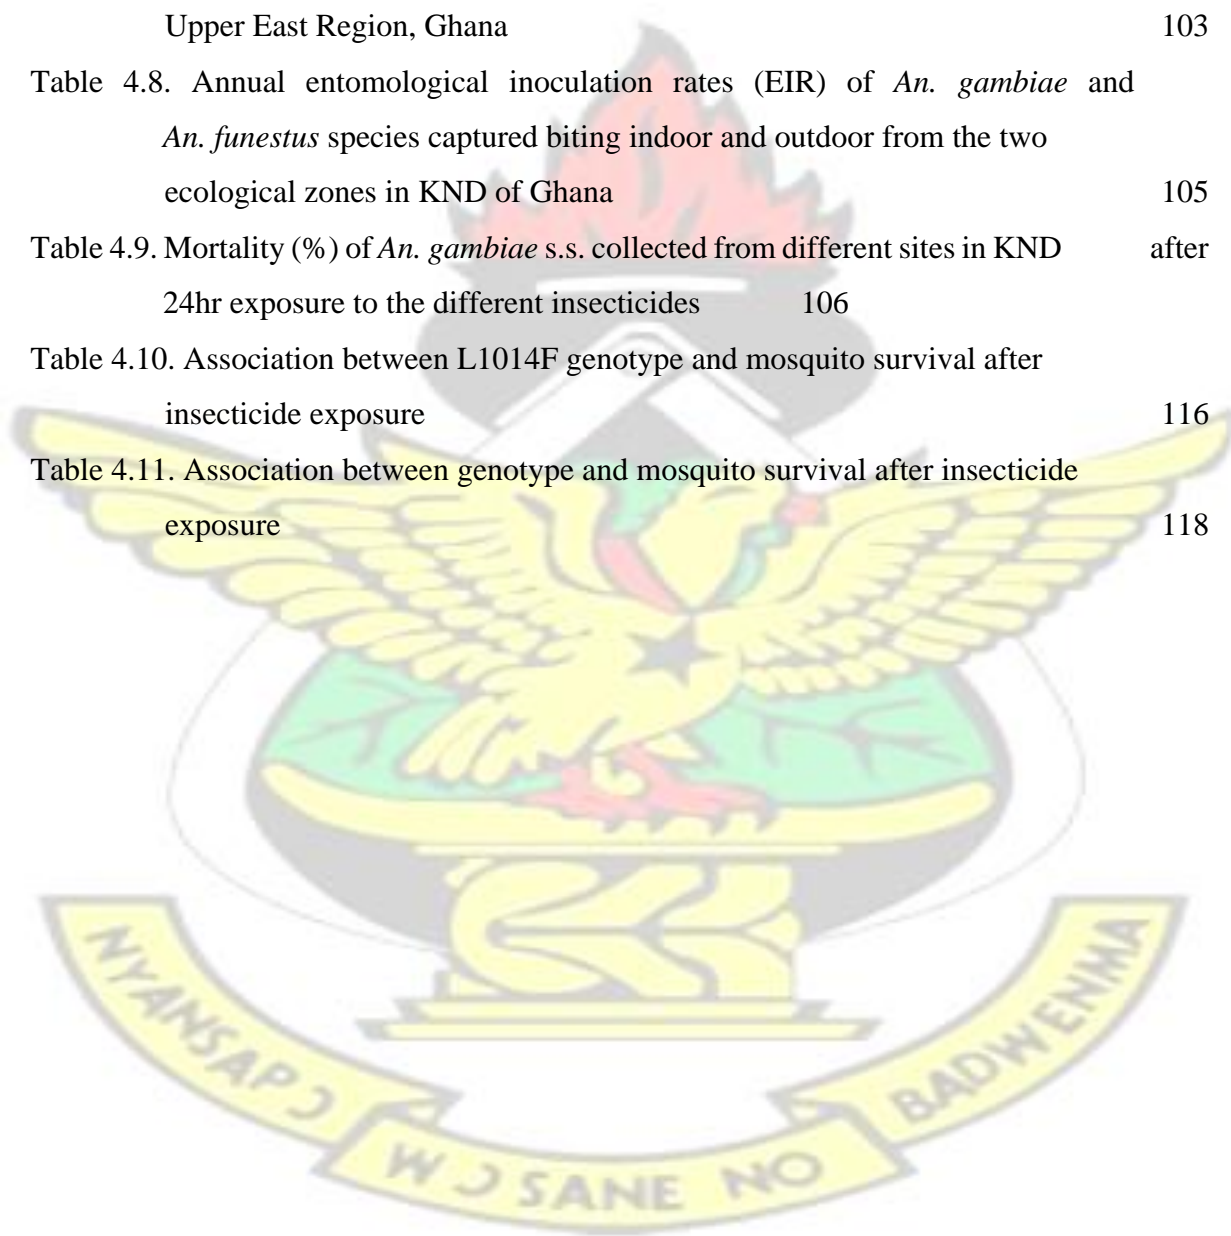 Upper East Region, Ghana 103
Table 4.8. Annual entomological inoculation rates (EIR) of An. gambiae and
An. funestus species captured biting indoor and outdoor from the two
ecological zones in KND of Ghana 105
Table 4.9. Mortality (%) of An. gambiae s.s. collected from different sites in KND after
24hr exposure to the different insecticides 106
Table 4.10. Association between L1014F genotype and mosquito survival after
insecticide exposure 116
Table 4.11. Association between genotype and mosquito survival after insecticide
exposure 118
NYANSAPƆ
WƆ SANE NO
BADWENMA